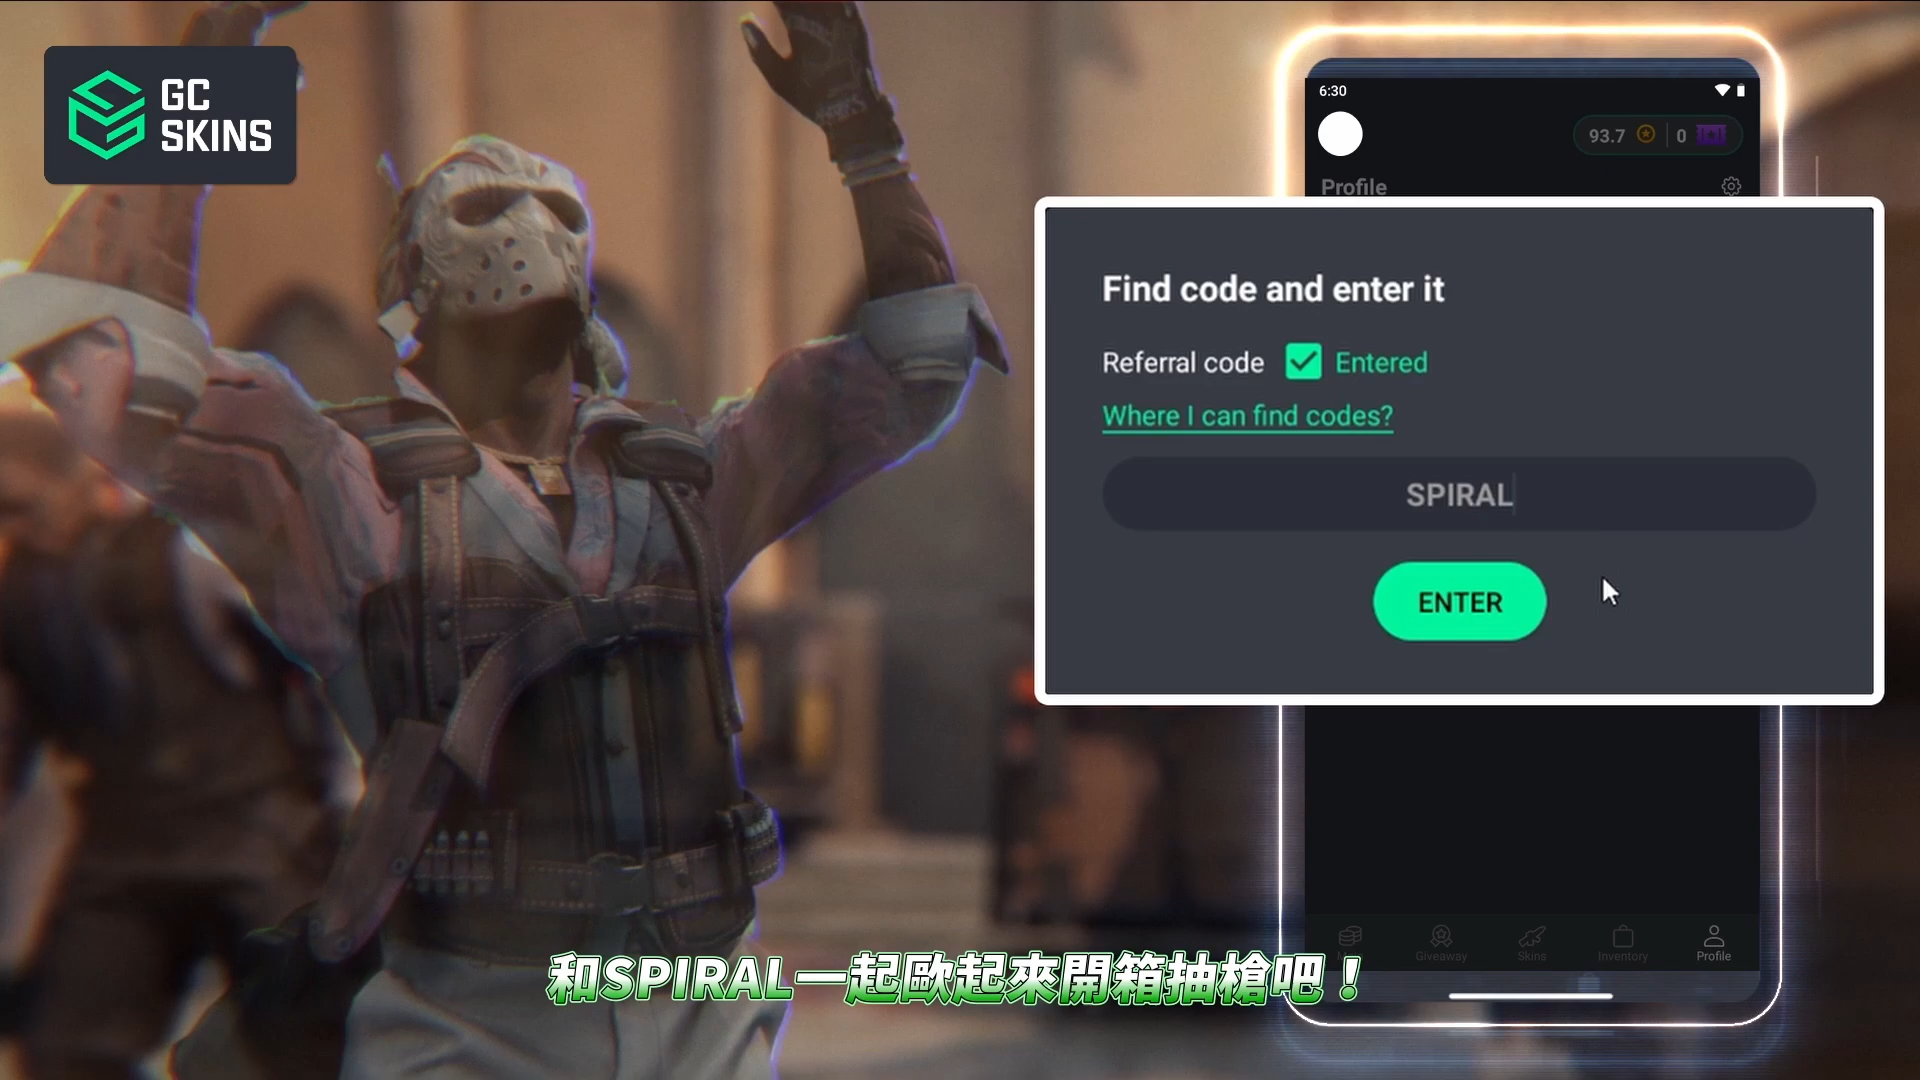 GC
SKINS
6:30
93.7
0
Profile
Find code and enter it
Referral code Entered
Where I can find codes?
SPIRAL
ENTER
Giveaway
Skins
Inventory
Profile
和SPIRAL一起歐起來開箱抽槍吧！